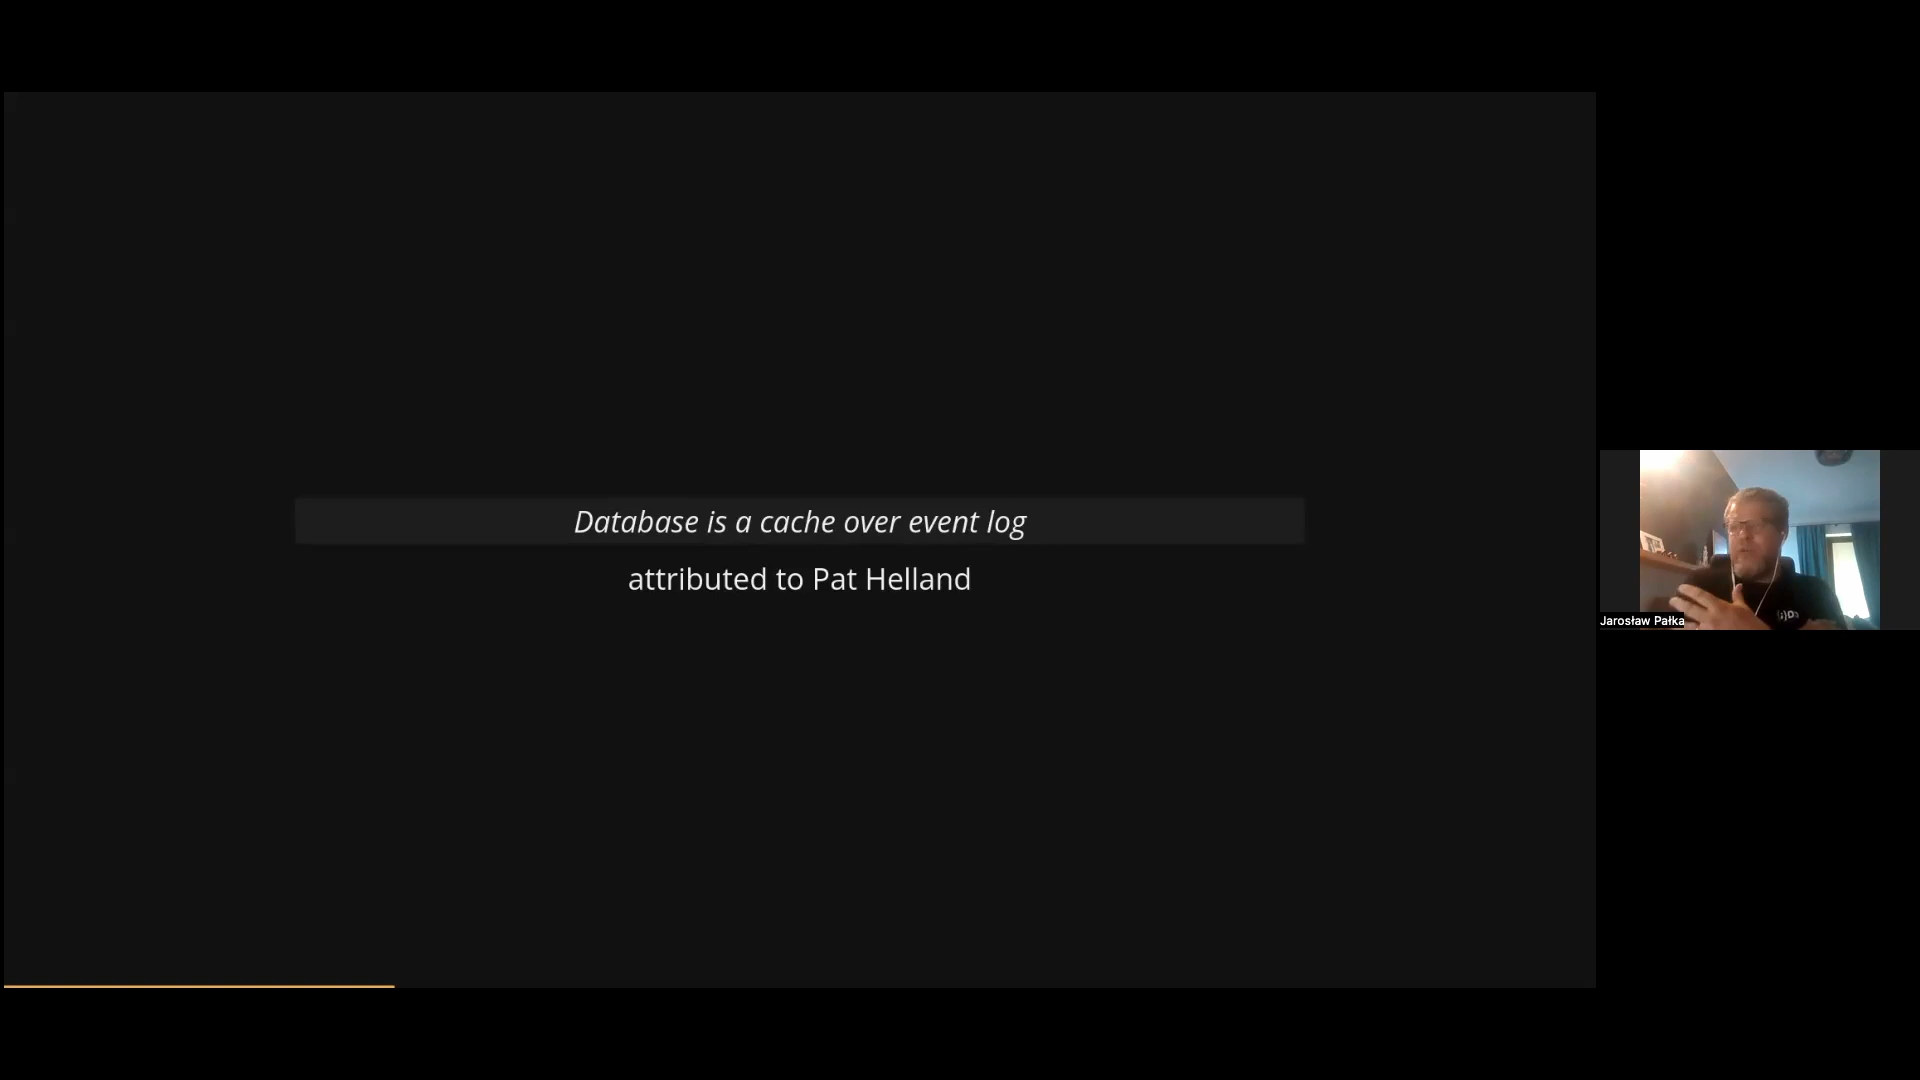 Database is a cache over event log
attributed to Pat Helland
Jarosław Pałka